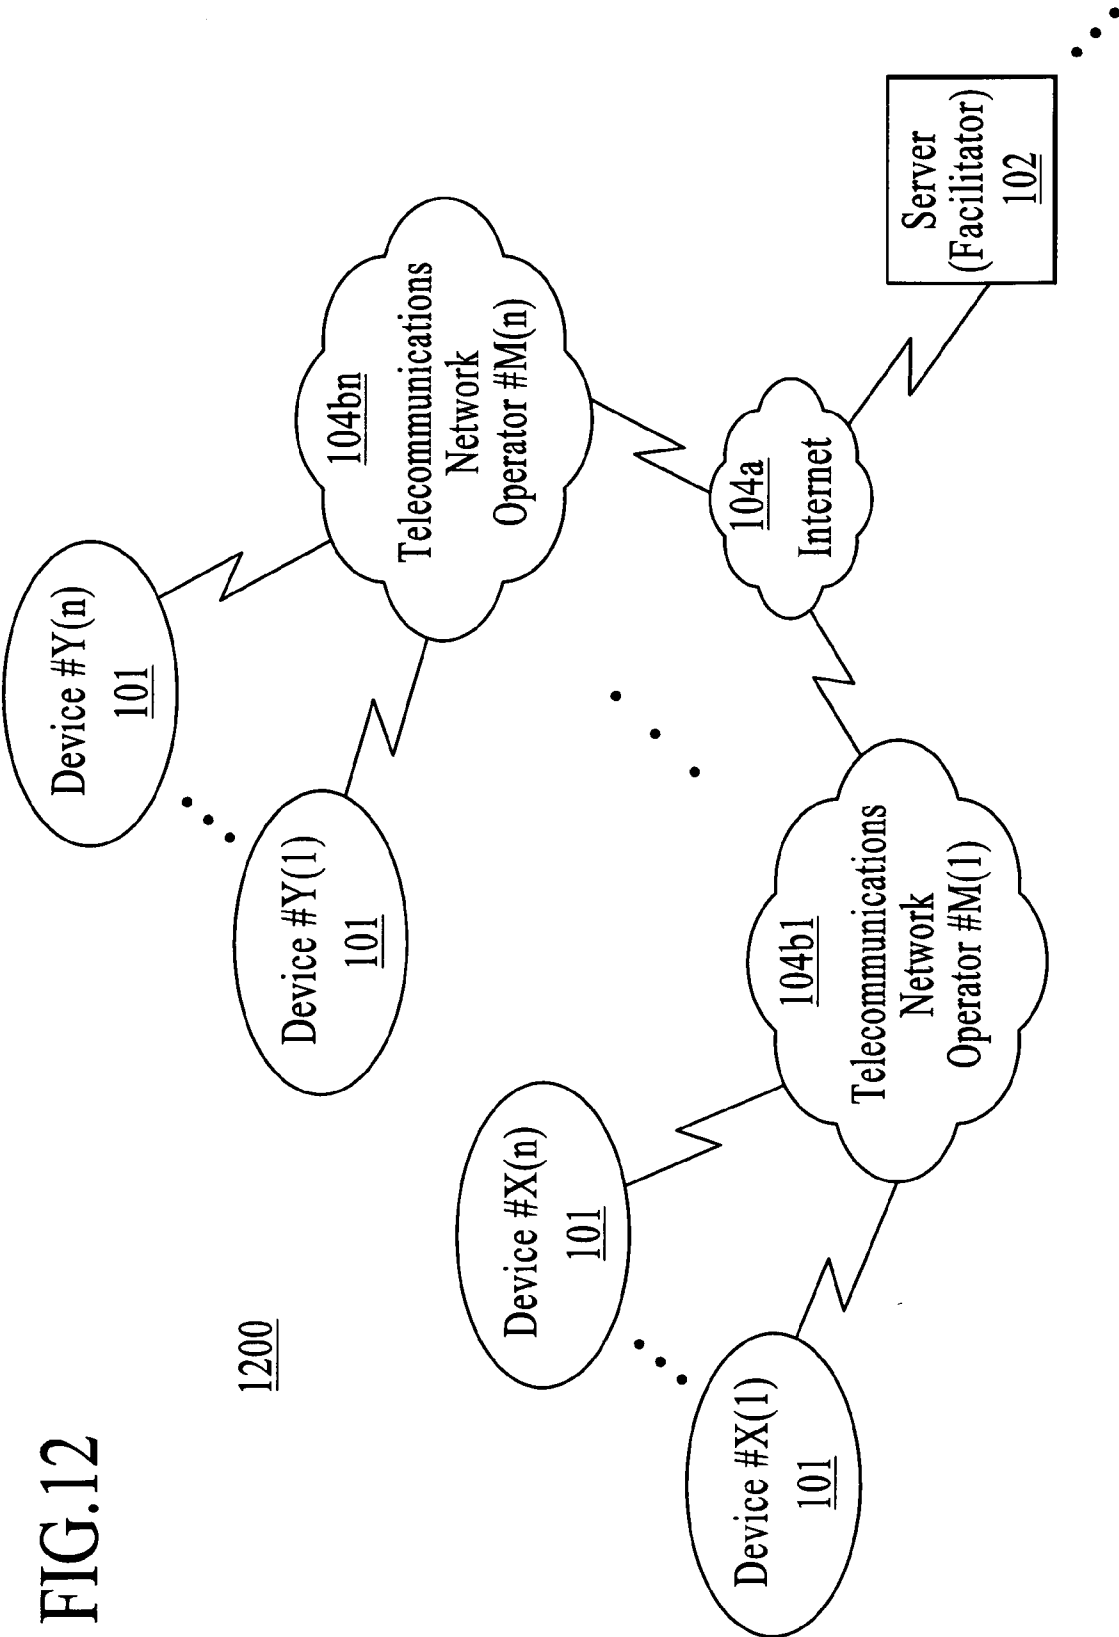 FIG.12
1200
Device #X(1)
101
Device #X(n)
101
Device #Y(1)
101
Device #Y(n)
101
104b1
Telecommunications
Network
Operator #M(1)
104bn
Telecommunications
Network
Operator #M(n)
104a
Internet
Server
(Facilitator)
102